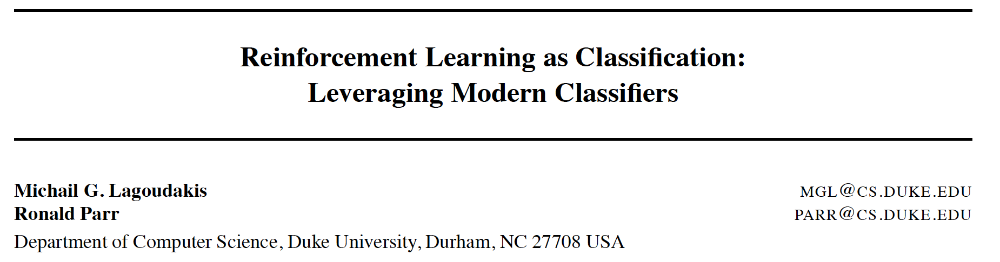 Reinforcement Learning as Classification:
Leveraging Modern Classifiers
Michail G. Lagoudakis MGL@CS.DUKE.EDU
Ronald Parr PARR@CS.DUKE.EDU
Department of Computer Science, Duke University, Durham, NC 27708 USA